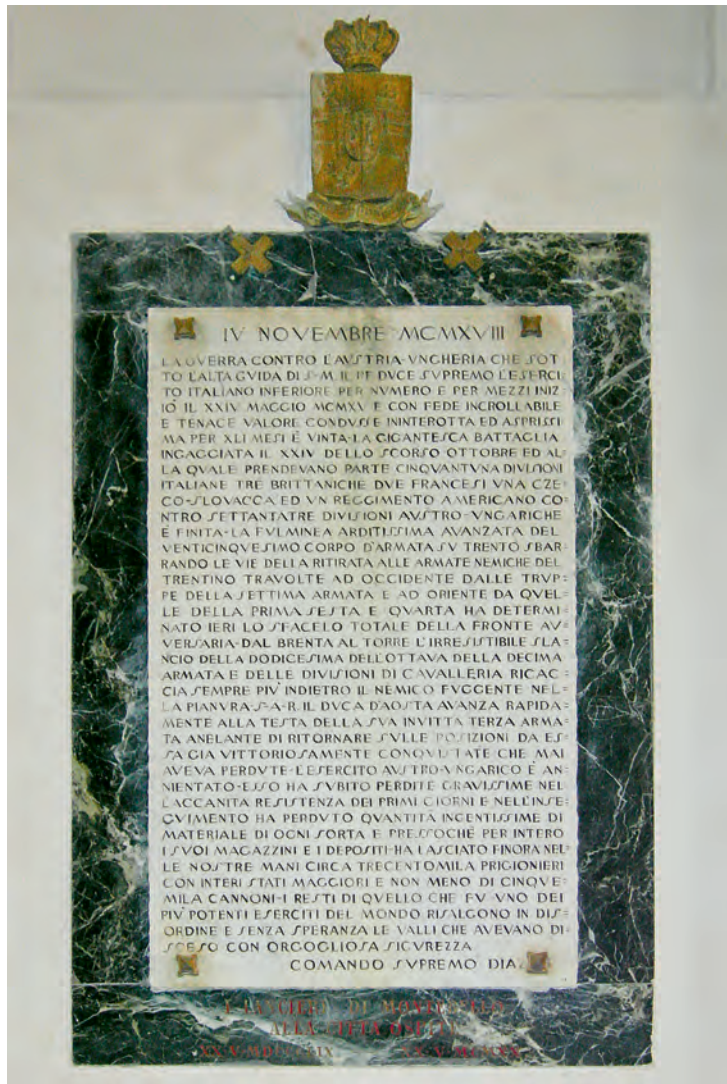 IV NOVEMBRE MCMXVIII
LA GVERRA CONTRO L'AVSTRIA-VNGHERIA CHE SOT=
TO L'ALTA GVIDA DI S·M·IL RE DVCE SVPREMO L'ESERCI=
TO ITALIANO INFERIORE PER NVMERO E PER MEZZI INIZ=
IÒ IL XXIV MAGGIO MCMXV E CON FEDE INCROLLABILE
E TENACE VALORE CONDVSSE ININTEROTTA ED ASPRISSI=
MA PER XLI MESI È VINTA·LA GIGANTESCA BATTAGLIA
INGAGGIATA IL XXIV DELLO SCORSO OTTOBRE ED AL=
LA QVALE PRENDEVANO PARTE CINQVANTVNA DIVISIONI
ITALIANE TRE BRITTANICHE DVE FRANCESI VNA CZE=
CO-SLOVACCA ED VN REGGIMENTO AMERICANO CO=
NTRO SETTANTATRE DIVISIONI AVSTRO-VNGARICHE
È FINITA·LA FVLMINEA ARDITISSIMA AVANZATA DEL
VENTICINQVESIMO CORPO D'ARMATA SV TRENTO SBAR=
RANDO LE VIE DELLA RITIRATA ALLE ARMATE NEMICHE DEL
TRENTINO TRAVOLTE AD OCCIDENTE DALLE TRVP=
PE DELLA SETTIMA ARMATA E AD ORIENTE DA QVEL=
LE DELLA PRIMA SESTA E QVARTA HA DETERMI=
NATO IERI LO SFACELO TOTALE DELLA FRONTE AV=
VERSARIA·DAL BRENTA AL TORRE L'IRRESISTIBILE SLA=
NCIO DELLA DODICESIMA DELL'OTTAVA DELLA DECIMA
ARMATA E DELLE DIVISIONI DI CAVALLERIA RICAC=
CIA SEMPRE PIV' INDIETRO IL NEMICO FVGGENTE NEL=
LA PIANVRA·S·A·R·IL DVCA D'AOSTA AVANZA RAPIDA=
MENTE ALLA TESTA DELLA SVA INVITTA TERZA ARMA=
TA ANELANTE DI RITORNARE SVLLE POSIZIONI DA ES=
SA GIA VITTORIOSAMENTE CONQVISTATE CHE MAI
AVEVA PERDVTE·L'ESERCITO AVSTRO-VNGARICO È AN=
NIENTATO·ESSO HA SVBITO PERDITE GRAVISSIME NEL
L'ACCANITA RESISTENZA DEI PRIMI GIORNI E NELL'INSE=
GVIMENTO HA PERDVTO QVANTITÀ INGENTISSIME DI
MATERIALE DI OGNI SORTA E PRESSOCHÈ PER INTERO
I SVOI MAGAZZINI E I DEPOSITI·HA LASCIATO FINORA NEL=
LE NOSTRE MANI CIRCA TRECENTOMILA PRIGIONIERI
CON INTERI STATI MAGGIORI E NON MENO DI CINQVE=
MILA CANNONI·I RESTI DI QVELLO CHE FV VNO DEI
PIV' POTENTI ESERCITI DEL MONDO RISALGONO IN DIS=
ORDINE E SENZA SPERANZA LE VALLI CHE AVEVANO DI=
SCESO CON ORGOGLIOSA SICVREZZA
COMANDO SVPREMO DIAZ
DI MONTEBELLO
ALLA